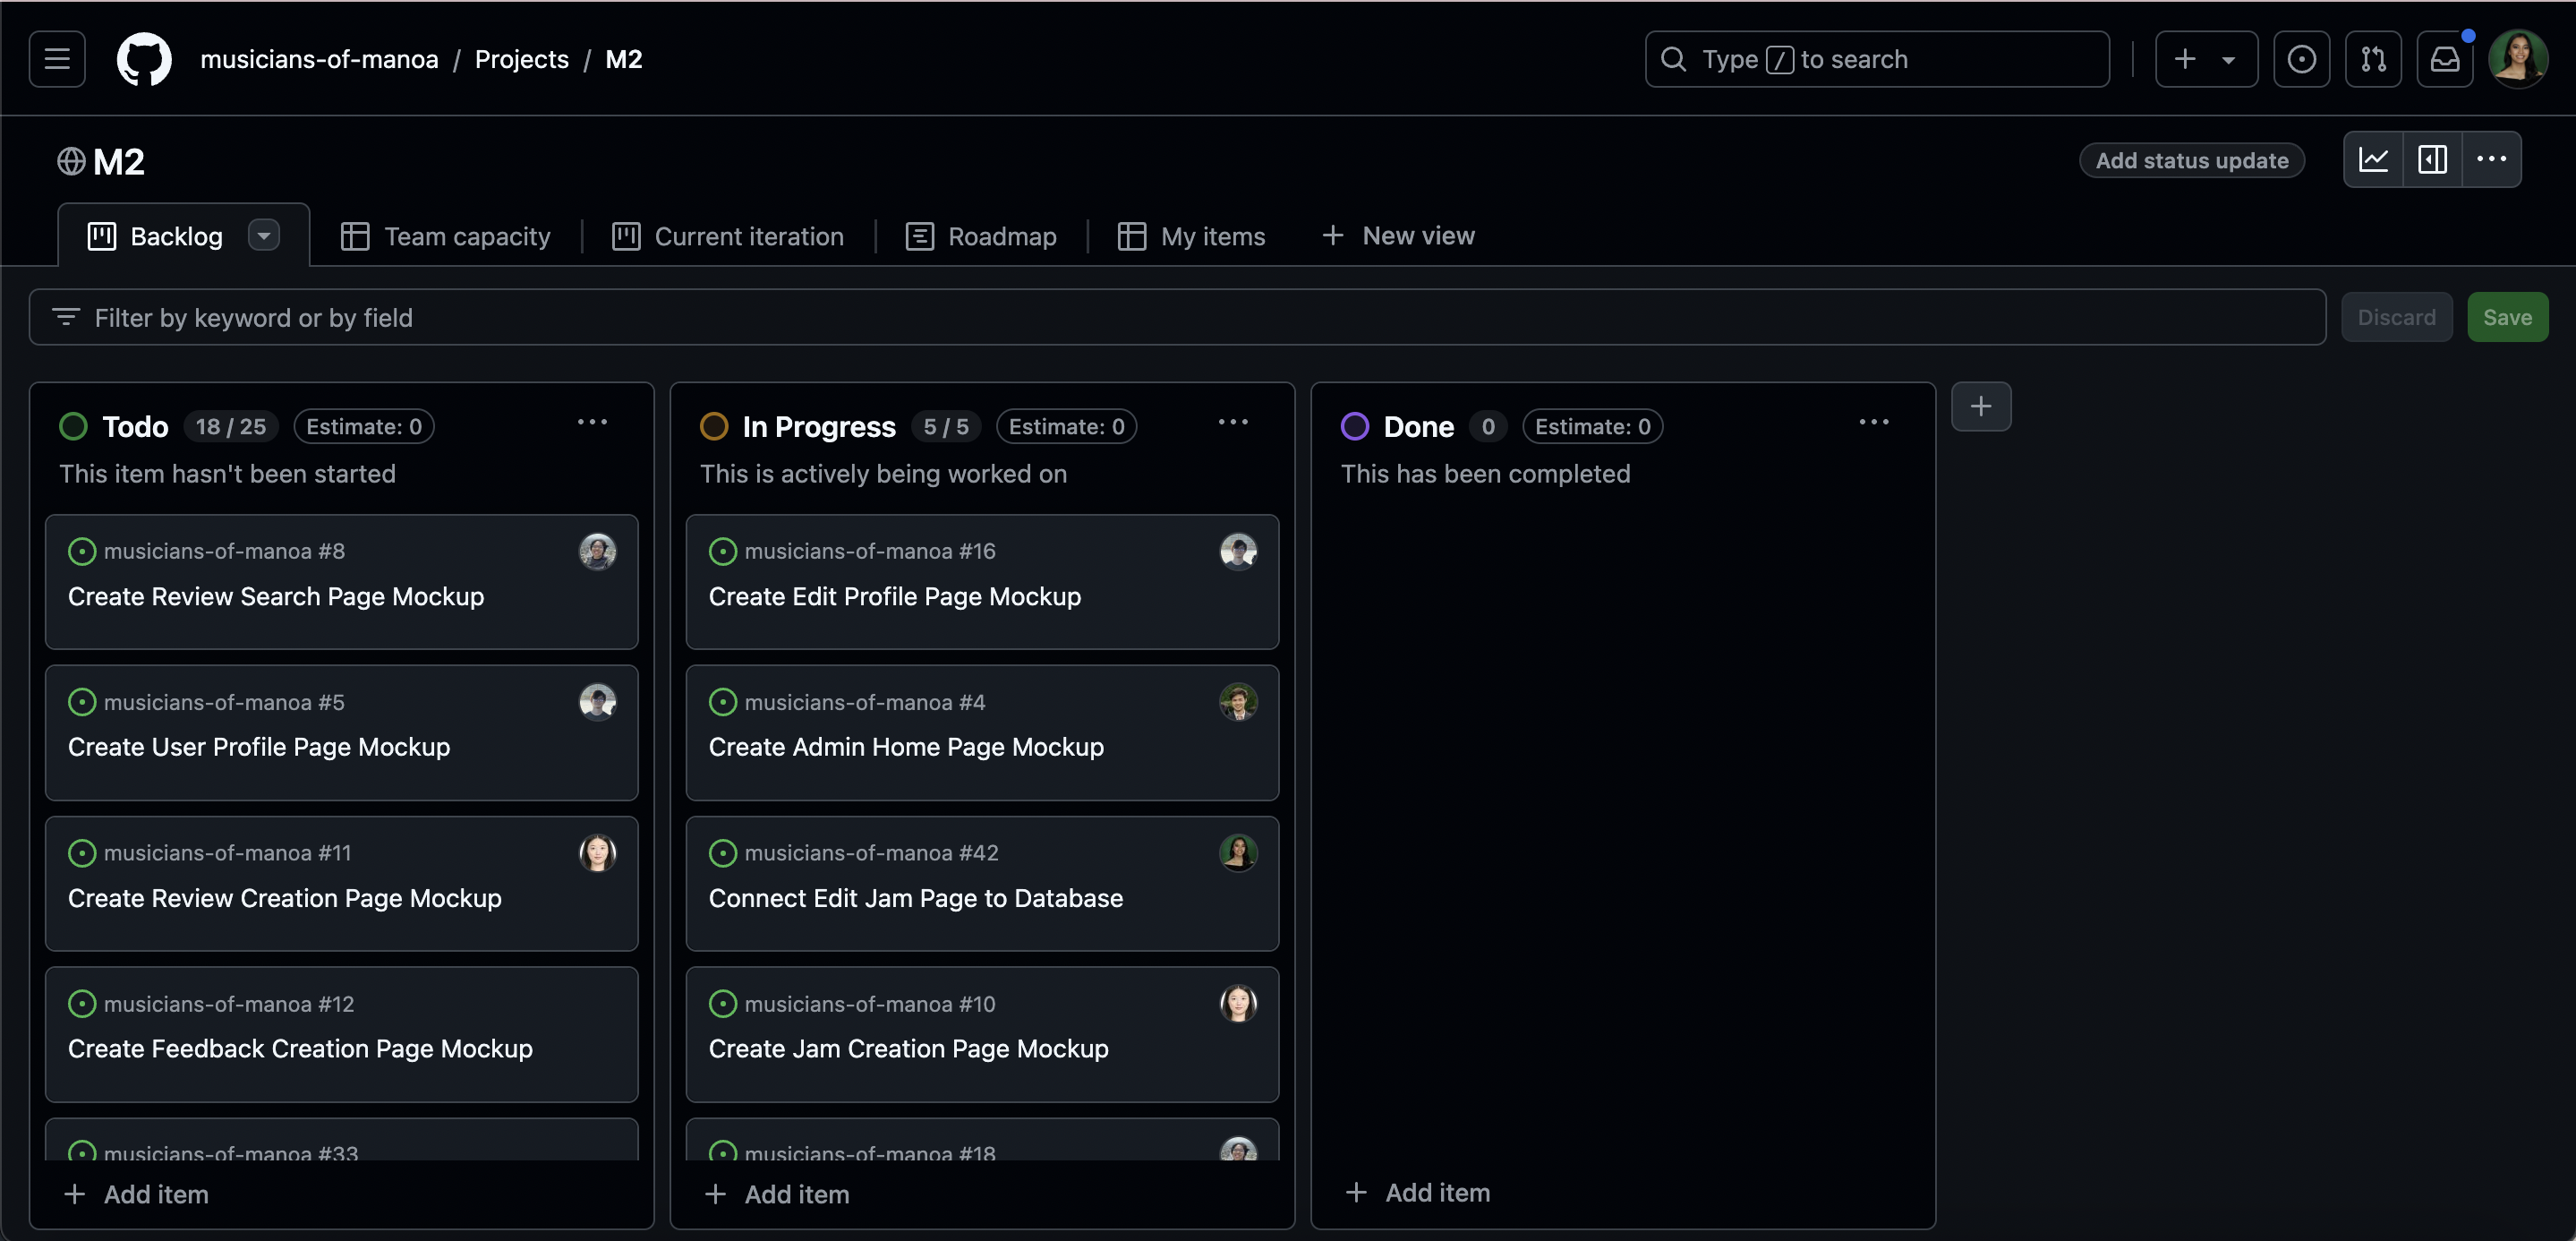 musicians-of-manoa / Projects / M2
Type / to search
M2
Add status update
Backlog
Team capacity
Current iteration
Roadmap
My items
New view
Filter by keyword or by field
Discard
Save
Todo 18 / 25 Estimate: 0
This item hasn't been started
musicians-of-manoa #8
Create Review Search Page Mockup
musicians-of-manoa #5
Create User Profile Page Mockup
musicians-of-manoa #11
Create Review Creation Page Mockup
musicians-of-manoa #12
Create Feedback Creation Page Mockup
musicians-of-manoa #33
Add item
In Progress 5 / 5 Estimate: 0
This is actively being worked on
musicians-of-manoa #16
Create Edit Profile Page Mockup
musicians-of-manoa #4
Create Admin Home Page Mockup
musicians-of-manoa #42
Connect Edit Jam Page to Database
musicians-of-manoa #10
Create Jam Creation Page Mockup
musicians-of-manoa #18
Add item
Done 0 Estimate: 0
This has been completed
Add item